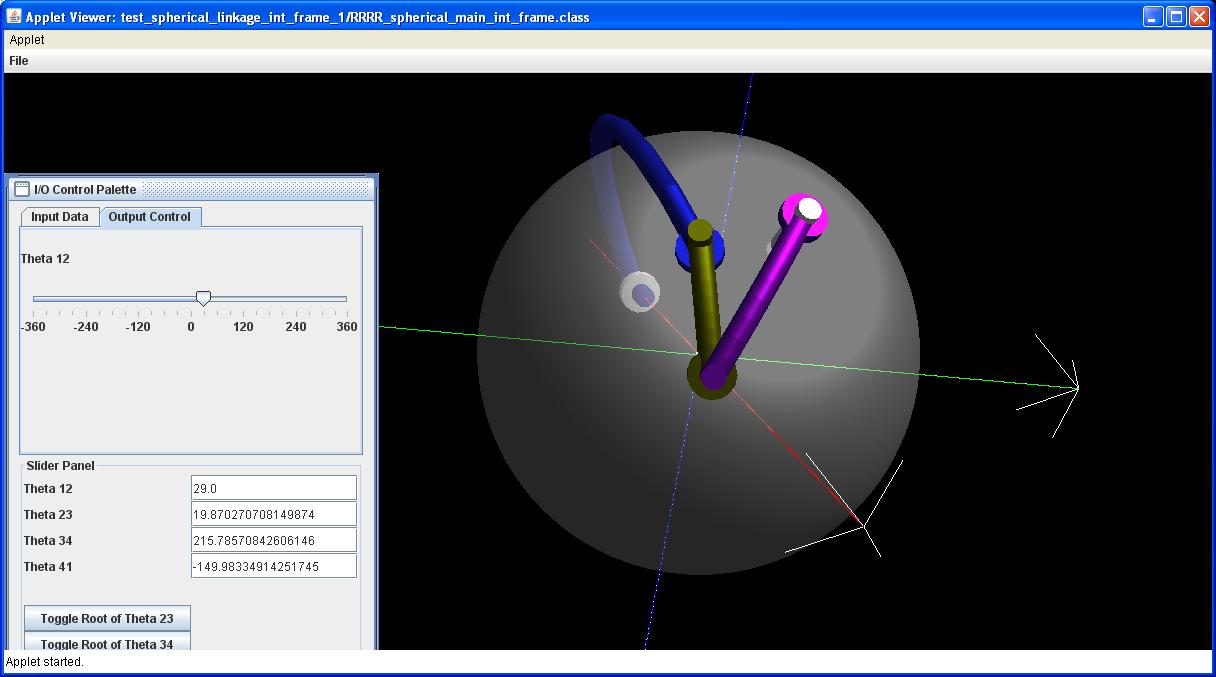 Applet Viewer: test_spherical_linkage_int_frame_1/RRRR_spherical_main_int_frame.class
Applet
File
I/O Control Palette
Input Data Output Control
Theta 12
-360 -240 -120 0 120 240 360
Slider Panel
Theta 12 29.0
Theta 23 19.870270708149874
Theta 34 215.78570842606146
Theta 41 -149.98334914251745
Toggle Root of Theta 23
Toggle Root of Theta 34
Applet started.